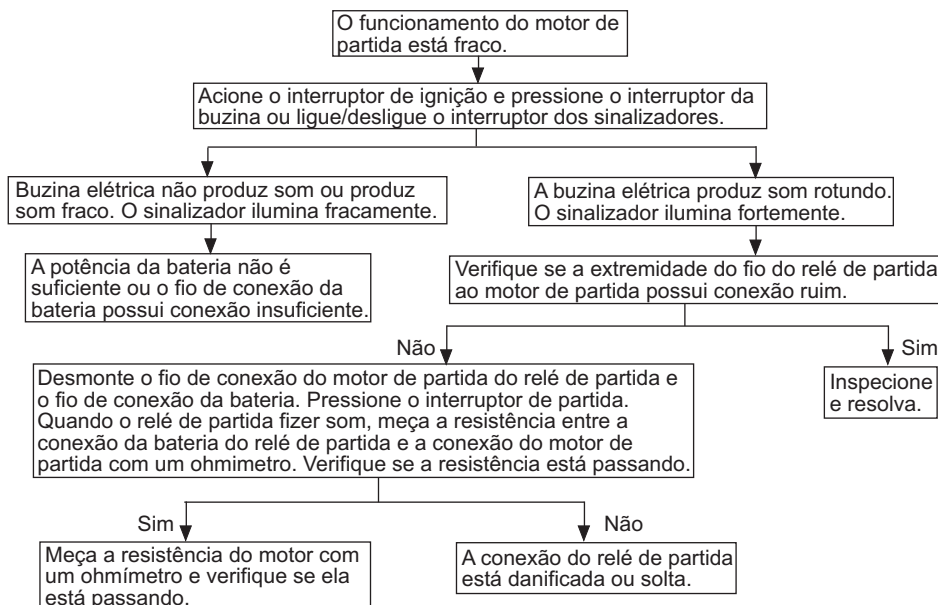 O funcionamento do motor de
partida está fraco.
Acione o interruptor de ignição e pressione o interruptor da
buzina ou ligue/desligue o interruptor dos sinalizadores.
Buzina elétrica não produz som ou produz
som fraco. O sinalizador ilumina fracamente.
A buzina elétrica produz som rotundo.
O sinalizador ilumina fortemente.
A potência da bateria não é
suficiente ou o fio de conexão da
bateria possui conexão insuficiente.
Verifique se a extremidade do fio do relé de partida
ao motor de partida possui conexão ruim.
Não
Sim
Desmonte o fio de conexão do motor de partida do relé de partida e
o fio de conexão da bateria. Pressione o interruptor de partida.
Quando o relé de partida fizer som, meça a resistência entre a
conexão da bateria do relé de partida e a conexão do motor de
partida com um ohmimetro. Verifique se a resistência está passando.
Inspecione
e resolva.
Sim
Não
Meça a resistência do motor com
um ohmímetro e verifique se ela
está passando.
A conexão do relé de partida
está danificada ou solta.